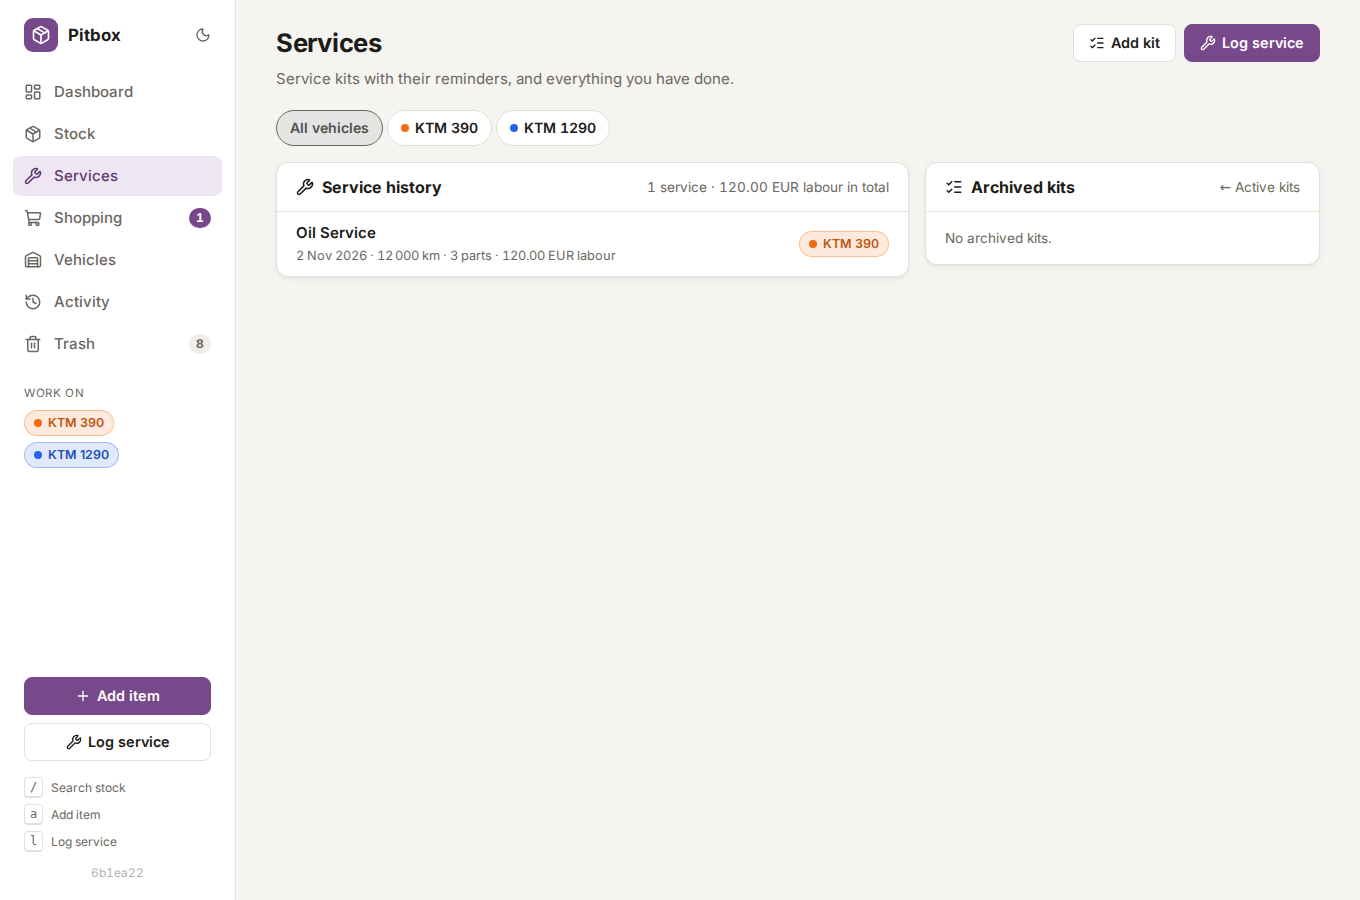 Pitbox
Dashboard
Stock
Services
Shopping 1
Vehicles
Activity
Trash 8
WORK ON
KTM 390
KTM 1290
Add item
Log service
/ Search stock
a Add item
l Log service
6b1ea22
Services
Service kits with their reminders, and everything you have done.
Add kit
Log service
All vehicles
KTM 390
KTM 1290
Service history
1 service · 120.00 EUR labour in total
Oil Service
2 Nov 2026 · 12 000 km · 3 parts · 120.00 EUR labour
KTM 390
Archived kits
← Active kits
No archived kits.